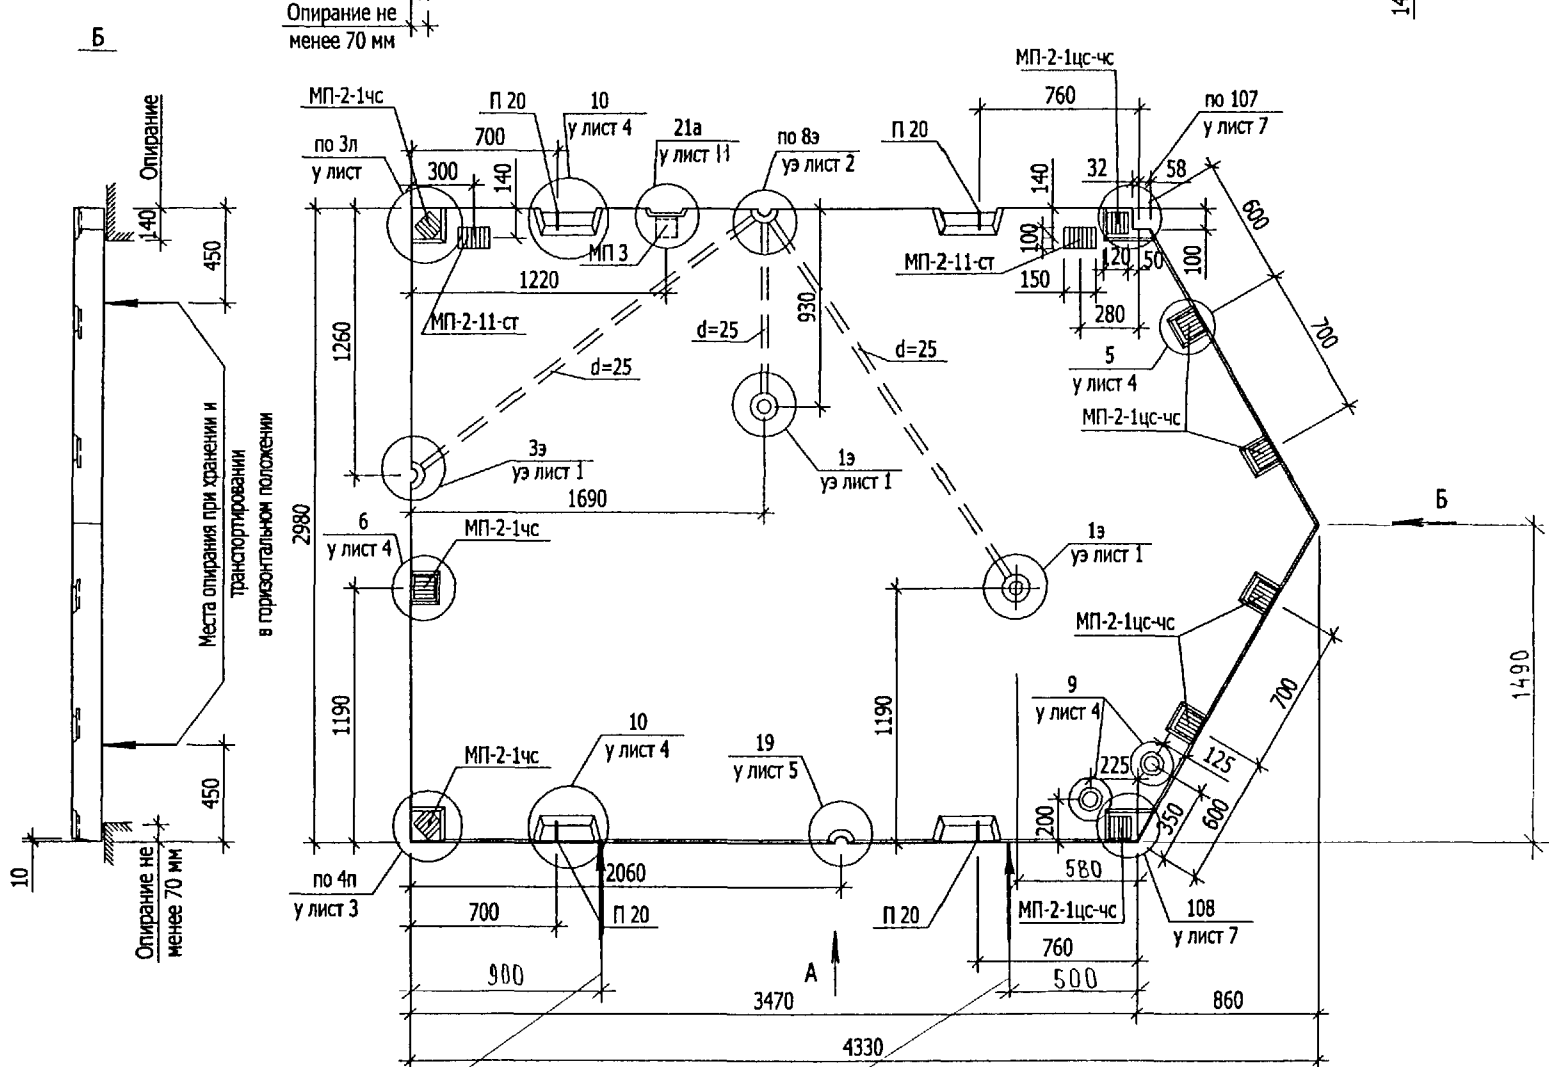 Опирание не
менее 70 мм
14
Б
МП-2-1чс
П 20
10
у лист 4
21а
у лист 11
по 8э
уэ лист 2
П 20
МП-2-1цс-чс
760
по 107
у лист 7
по 3л
у лист
700
300
140
140
32
58
600
Опирание
140
450
МП 3
1220
МП-2-11-ст
100
МП-2-11-ст
120
50
100
150
280
930
1260
d=25
d=25
d=25
700
5
у лист 4
МП-2-1цс-чс
Места опирания при хранении и
транспортировании
в горизонтальном положении
2980
3э
уэ лист 1
1э
уэ лист 1
1690
Б
6
у лист 4
МП-2-1чс
1э
уэ лист 1
МП-2-1цс-чс
1490
1190
1190
700
9
у лист 4
10
у лист 4
19
у лист 5
МП-2-1чс
225
125
200
350
600
450
10
Опирание не
менее 70 мм
по 4п
у лист 3
2060
700
П 20
П 20
580
МП-2-1цс-чс
108
у лист 7
760
900
А
500
3470
860
4330